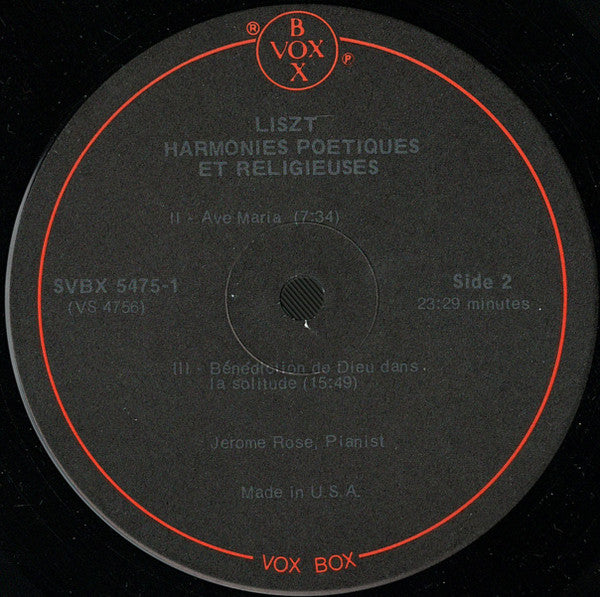 ®
B
VOX
X
℗
LISZT
HARMONIES POETIQUES
ET RELIGIEUSES
II - Ave Maria (7:34)
SVBX 5475-1
(VS 4756)
Side 2
23:29 minutes
III - Bénédiction de Dieu dans
la solitude (15:49)
Jerome Rose, Pianist
Made in U.S.A.
VOX BOX